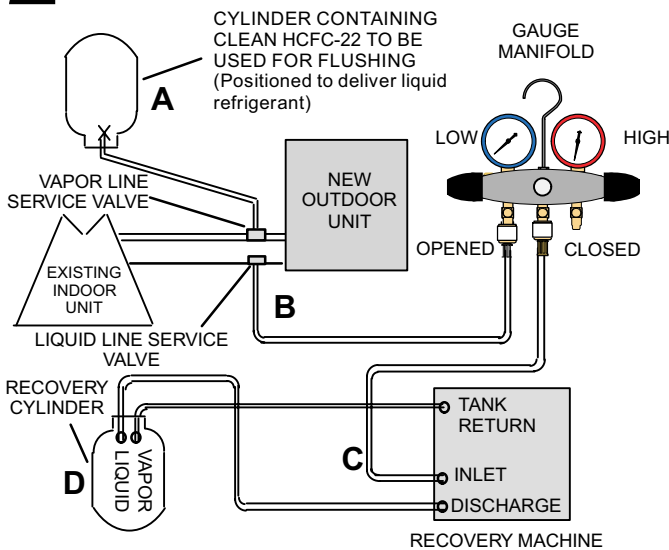 CYLINDER CONTAINING
CLEAN HCFC-22 TO BE
USED FOR FLUSHING
(Positioned to deliver liquid
refrigerant)
A
GAUGE
MANIFOLD
LOW
HIGH
VAPOR LINE
SERVICE VALVE
NEW
OUTDOOR
UNIT
OPENED
CLOSED
EXISTING
INDOOR
UNIT
B
LIQUID LINE SERVICE
VALVE
RECOVERY
CYLINDER
TANK
RETURN
C
D
LIQUID
VAPOR
INLET
DISCHARGE
RECOVERY MACHINE